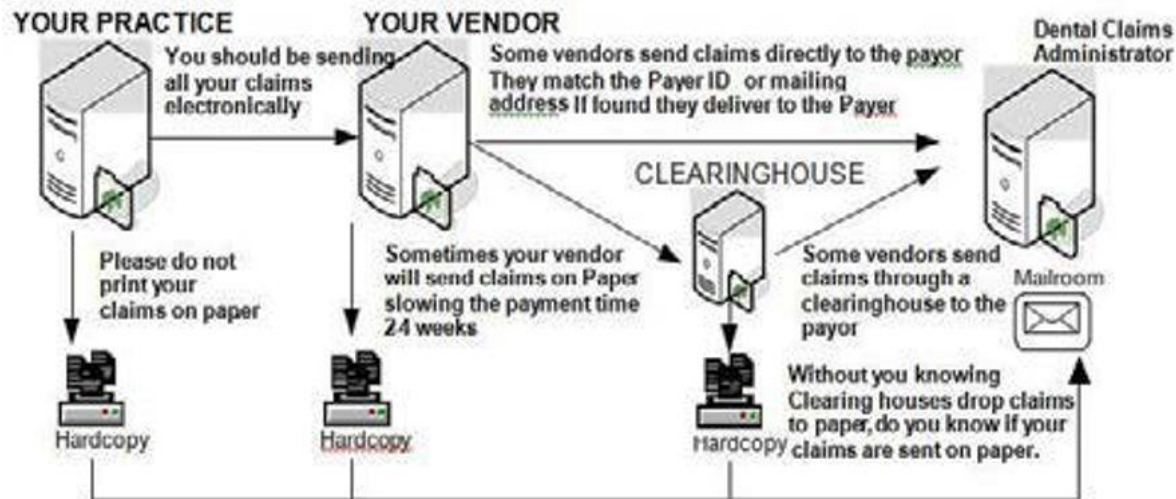 YOUR PRACTICE
You should be sending
all your claims
electronically
YOUR VENDOR
Some vendors send claims directly to the payor
They match the Payer ID or mailing
address If found they deliver to the Payer
Dental Claims
Administrator
CLEARINGHOUSE
Please do not
print your
claims on paper
Sometimes your vendor
will send claims on Paper
slowing the payment time
24 weeks
Some vendors send
claims through a
clearinghouse to the
payor
Mailroom
Without you knowing
Clearing houses drop claims
to paper, do you know if your
claims are sent on paper.
Hardcopy
Hardcopy
Hardcopy